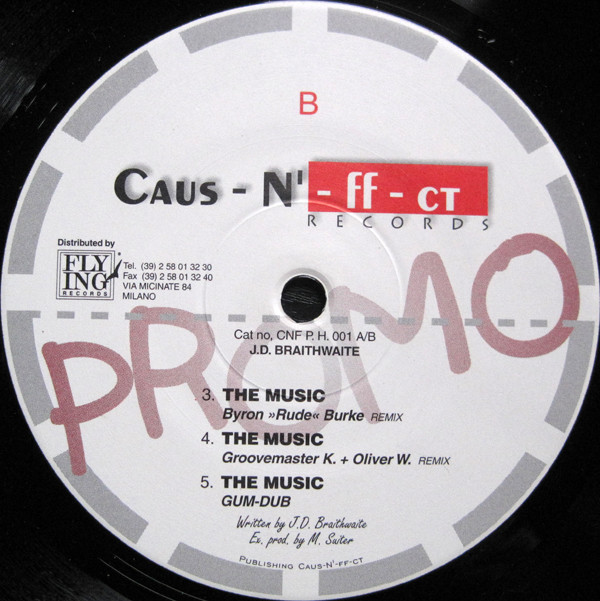 B
CAUS - N' - ff - CT
RECORDS
Distributed by
FLY
ING
RECORDS
Tel. (39) 2 58 01 32 30
Fax (39) 2 58 01 32 40
VIA MICINATE 84
MILANO
PROMO
Cat no, CNF P. H. 001 A/B
J.D. BRAITHWAITE
3. THE MUSIC
Byron »Rude« Burke REMIX
4. THE MUSIC
Groovemaster K. + Oliver W. REMIX
5. THE MUSIC
GUM-DUB
Written by J.D. Braithwaite
Ex. prod. by M. Suiter
PUBLISHING CAUS-N'-FF-CT